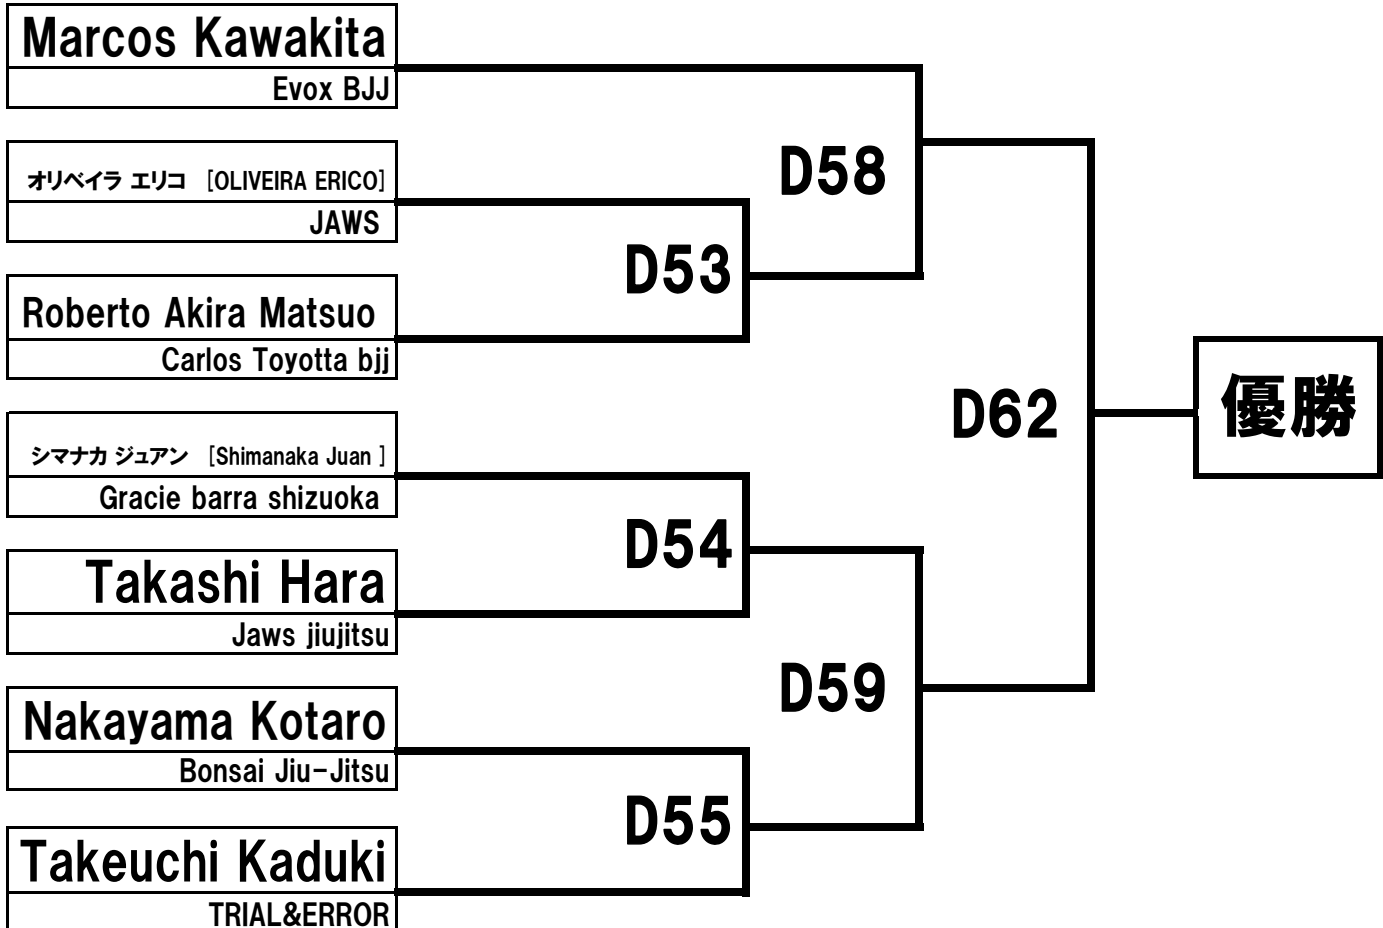 Marcos Kawakita
Evox BJJ
オリベイラ エリコ [OLIVEIRA ERICO]
JAWS
Roberto Akira Matsuo
Carlos Toyotta bjj
シマナカ ジュアン [Shimanaka Juan ]
Gracie barra shizuoka
Takashi Hara
Jaws jiujitsu
Nakayama Kotaro
Bonsai Jiu-Jitsu
Takeuchi Kaduki
TRIAL&ERROR
D53
D54
D55
D58
D59
D62
優勝